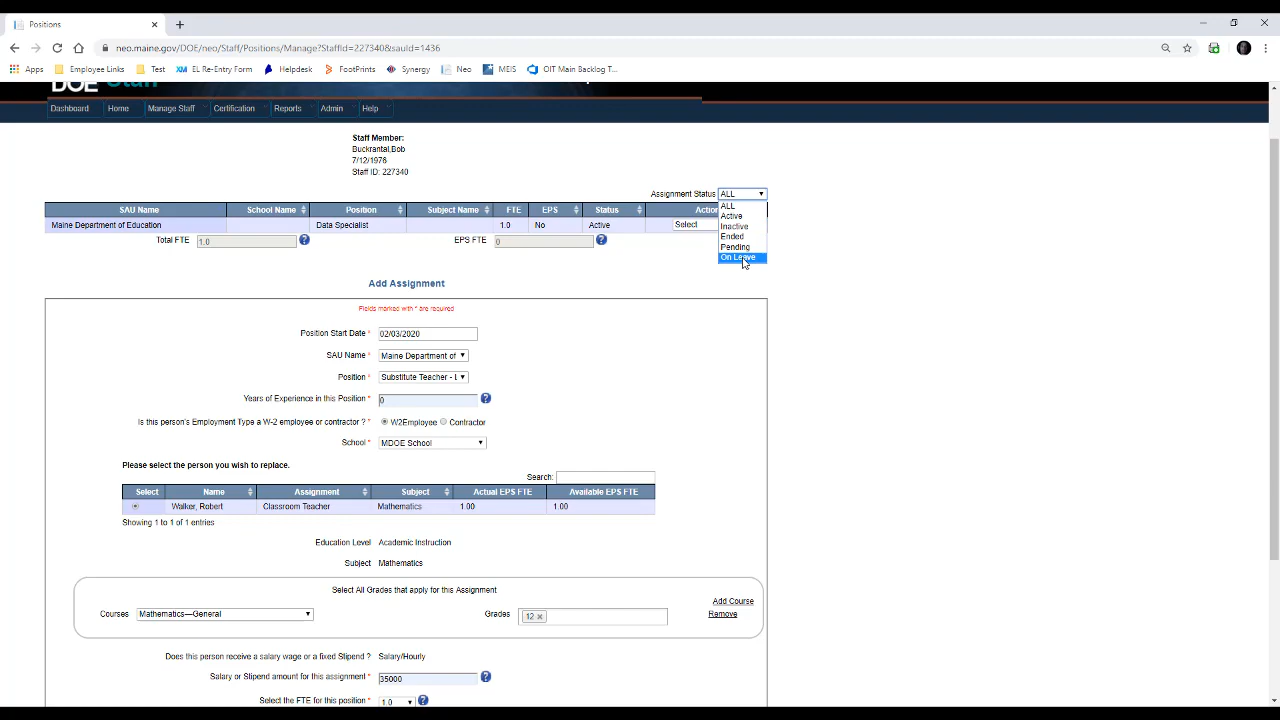 Positions
neo.maine.gov/DOE/neo/Staff/Positions/Manage?StaffId=227340&sauId=1436
Apps Employee Links Test EL Re-Entry Form Helpdesk FootPrints Synergy Neo MEIS OIT Main Backlog T...
DOE Staff
Dashboard Home Manage Staff Certification Reports Admin Help
Staff Member:
Buckrantal,Bob
7/12/1976
Staff ID: 227340
Assignment Status ALL
ALL
Active
Inactive
Ended
Pending
On Leave
SAU Name School Name Position Subject Name FTE EPS Status Action
Maine Department of Education Data Specialist 1.0 No Active Select
Total FTE 1.0 ? EPS FTE 0 ?
Add Assignment
Fields marked with * are required
Position Start Date * 02/03/2020
SAU Name * Maine Department of
Position * Substitute Teacher - L
Years of Experience in this Position * 0 ?
Is this person's Employment Type a W-2 employee or contractor ? * W2Employee Contractor
School * MDOE School
Please select the person you wish to replace.
Search:
Select Name Assignment Subject Actual EPS FTE Available EPS FTE
Walker, Robert Classroom Teacher Mathematics 1.00 1.00
Showing 1 to 1 of 1 entries
Education Level Academic Instruction
Subject Mathematics
Select All Grades that apply for this Assignment
Add Course
Courses Mathematics—General Grades 12 Remove
Does this person receive a salary wage or a fixed Stipend ? Salary/Hourly
Salary or Stipend amount for this assignment * 35000 ?
Select the FTE for this position * 1.0 ?